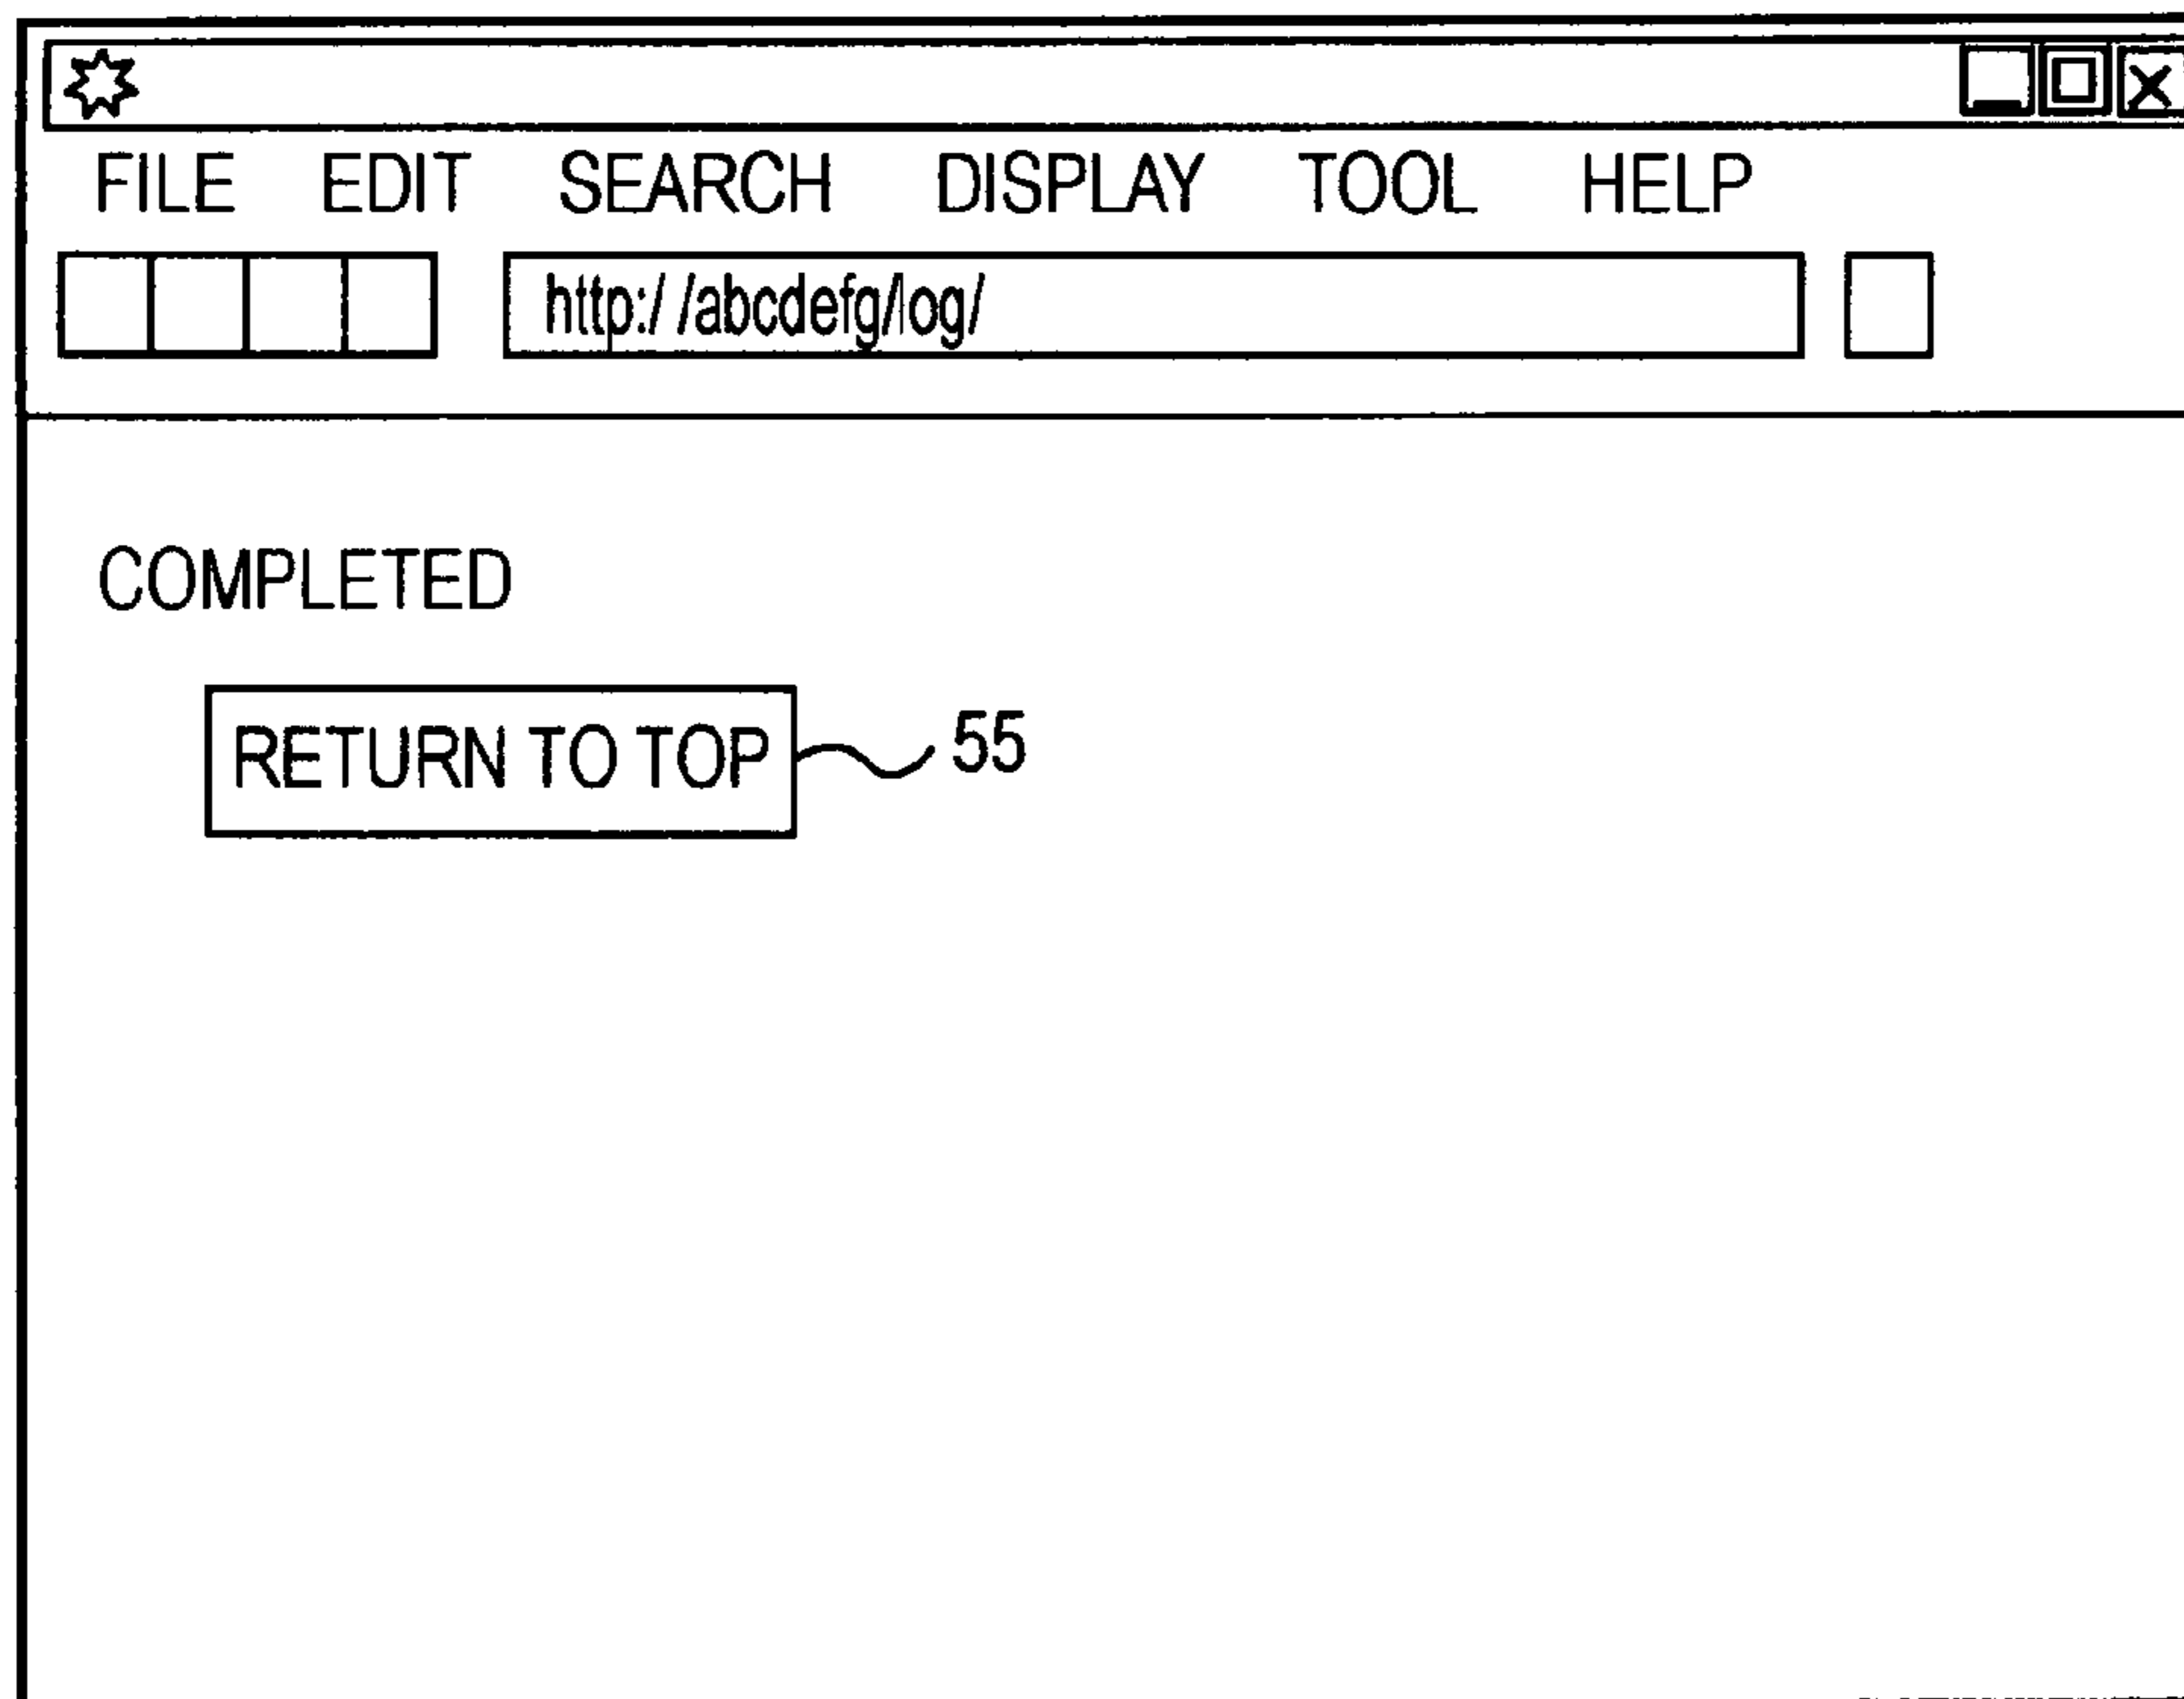 FILE EDIT SEARCH DISPLAY TOOL HELP
http://abcdefg/log/
COMPLETED
RETURN TO TOP 55